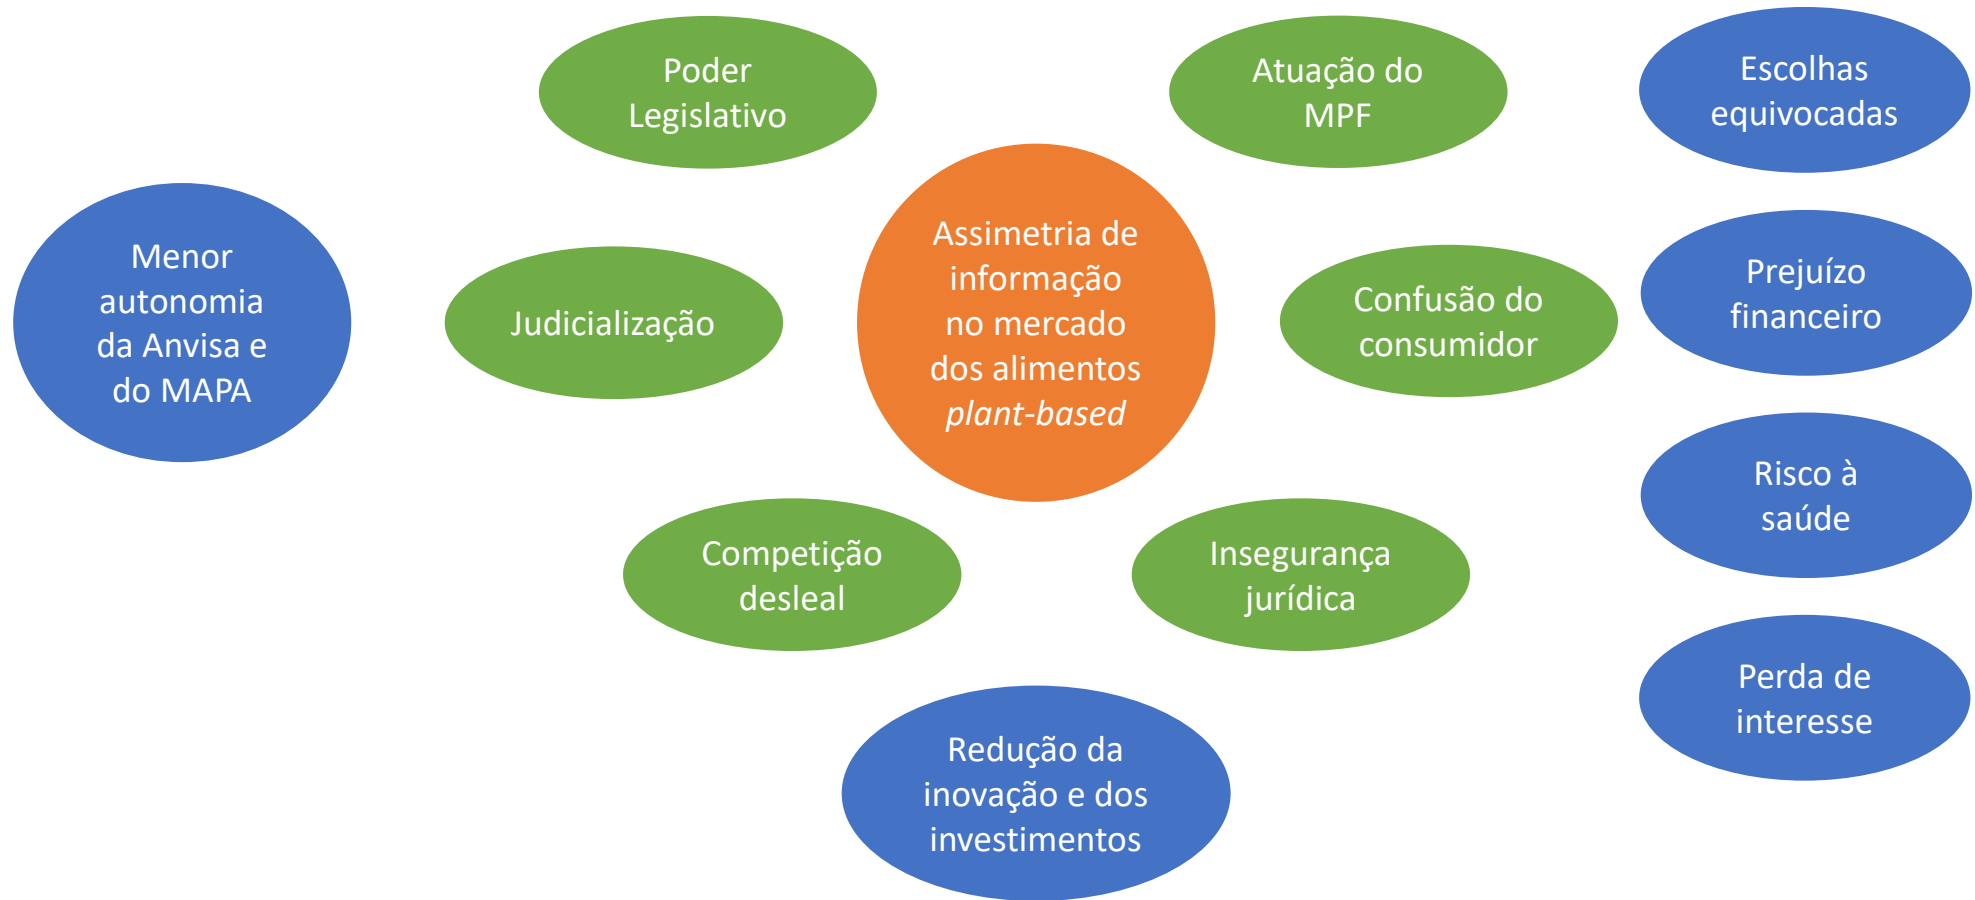 Poder
Legislativo
Atuação do
MPF
Escolhas
equivocadas
Menor
autonomia
da Anvisa e
do MAPA
Judicialização
Assimetria de
informação
no mercado
dos alimentos
plant-based
Confusão do
consumidor
Prejuízo
financeiro
Risco à
saúde
Competição
desleal
Insegurança
jurídica
Perda de
interesse
Redução da
inovação e dos
investimentos